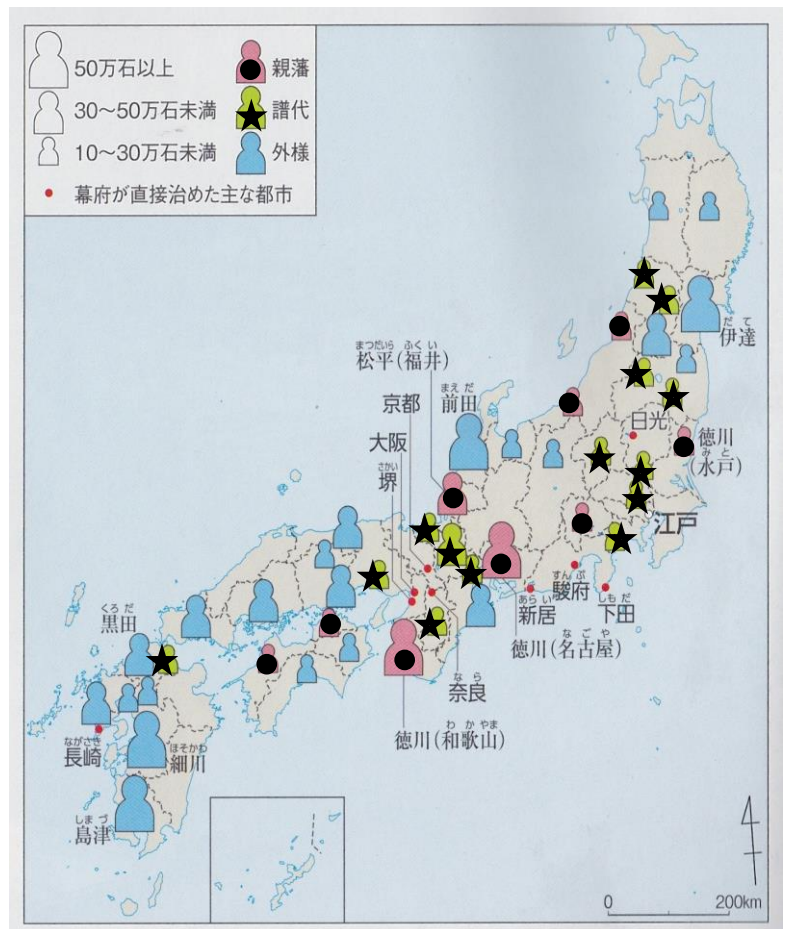 50万石以上
30〜50万石未満
10〜30万石未満
幕府が直接治めた主な都市
親藩
譜代
外様
だて
伊達
まつだいら ふくい
松平(福井)
京都
まえだ
前田
大阪
さかい
堺
日光
徳川
みと
(水戸)
江戸
すんぷ
駿府
しもだ
下田
あらい
新居
徳川(名古屋)
なごや
なら
奈良
わかやま
徳川(和歌山)
くろだ
黒田
ながさき
長崎
ほそかわ
細川
しまづ
島津
0 200km